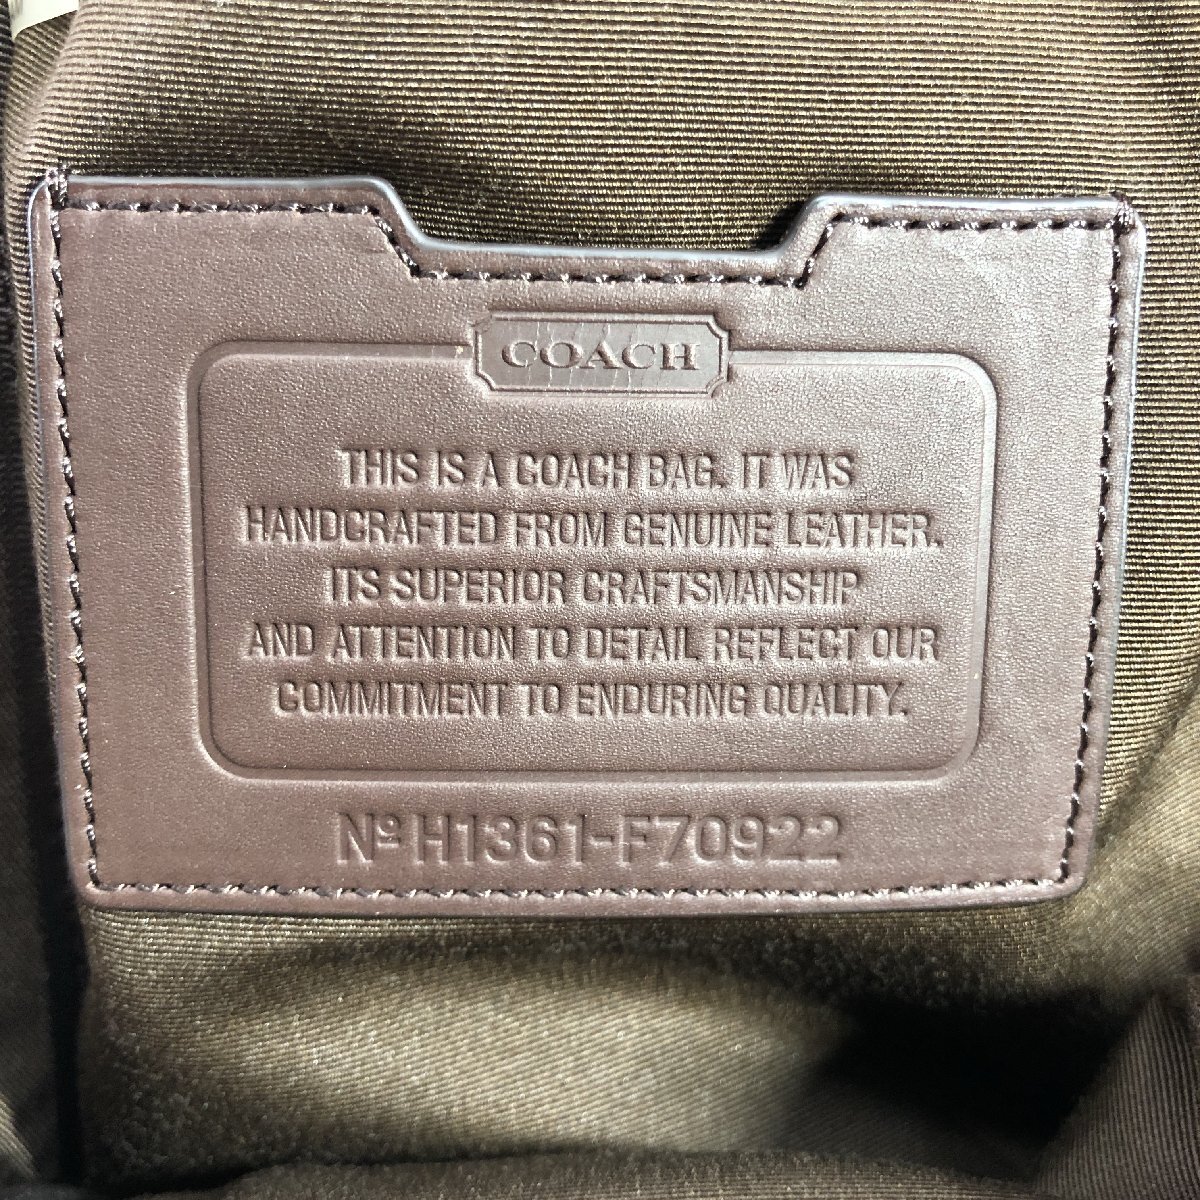 COACH
THIS IS A COACH BAG. IT WAS
HANDCRAFTED FROM GENUINE LEATHER.
ITS SUPERIOR CRAFTSMANSHIP
AND ATTENTION TO DETAIL REFLECT OUR
COMMITMENT TO ENDURING QUALITY.
Nº H1361-F70922